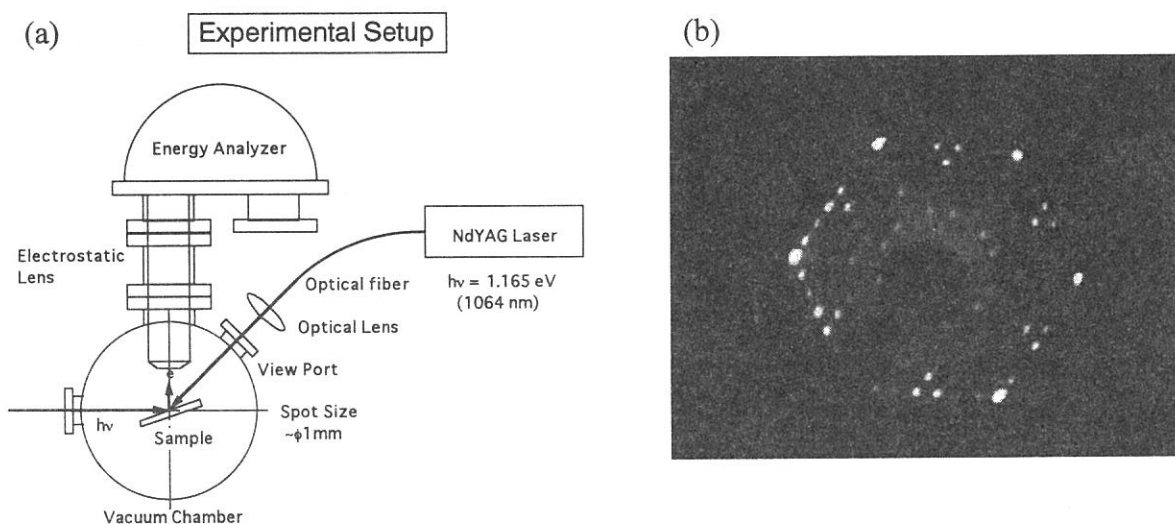 (a)
Experimental Setup
(b)
Energy Analyzer
NdYAG Laser
Electrostatic
Lens
Optical fiber
hν = 1.165 eV
(1064 nm)
Optical Lens
View Port
e
hν
Sample
Spot Size
~φ1mm
Vacuum Chamber